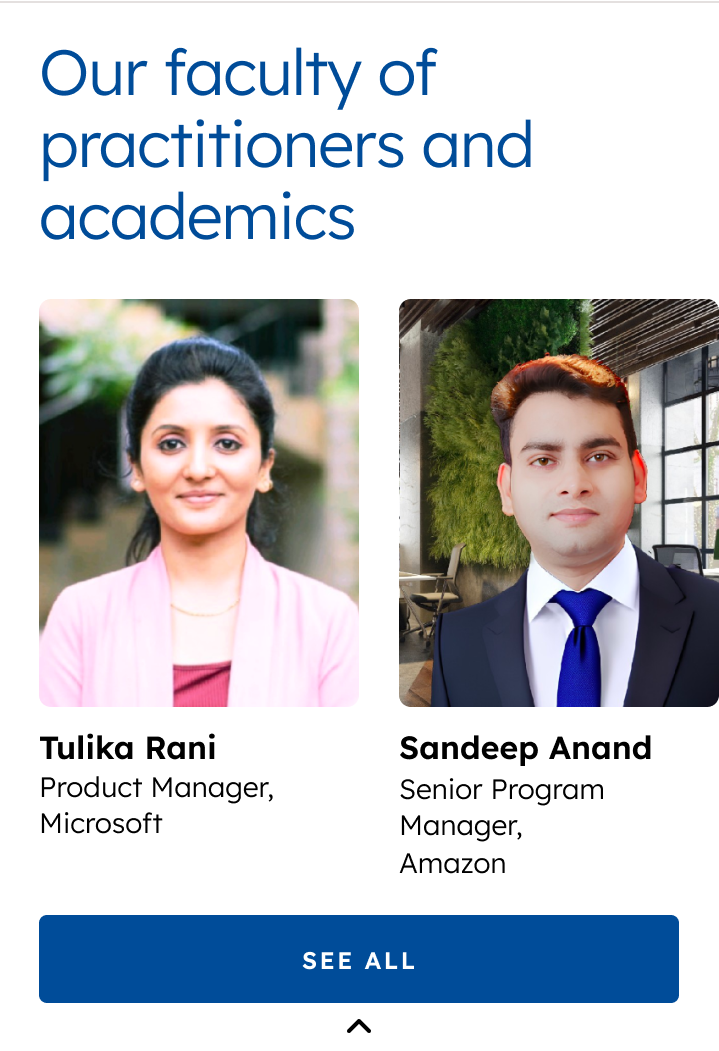 Our faculty of
practitioners and
academics
Tulika Rani
Product Manager,
Microsoft
Sandeep Anand
Senior Program
Manager,
Amazon
SEE ALL